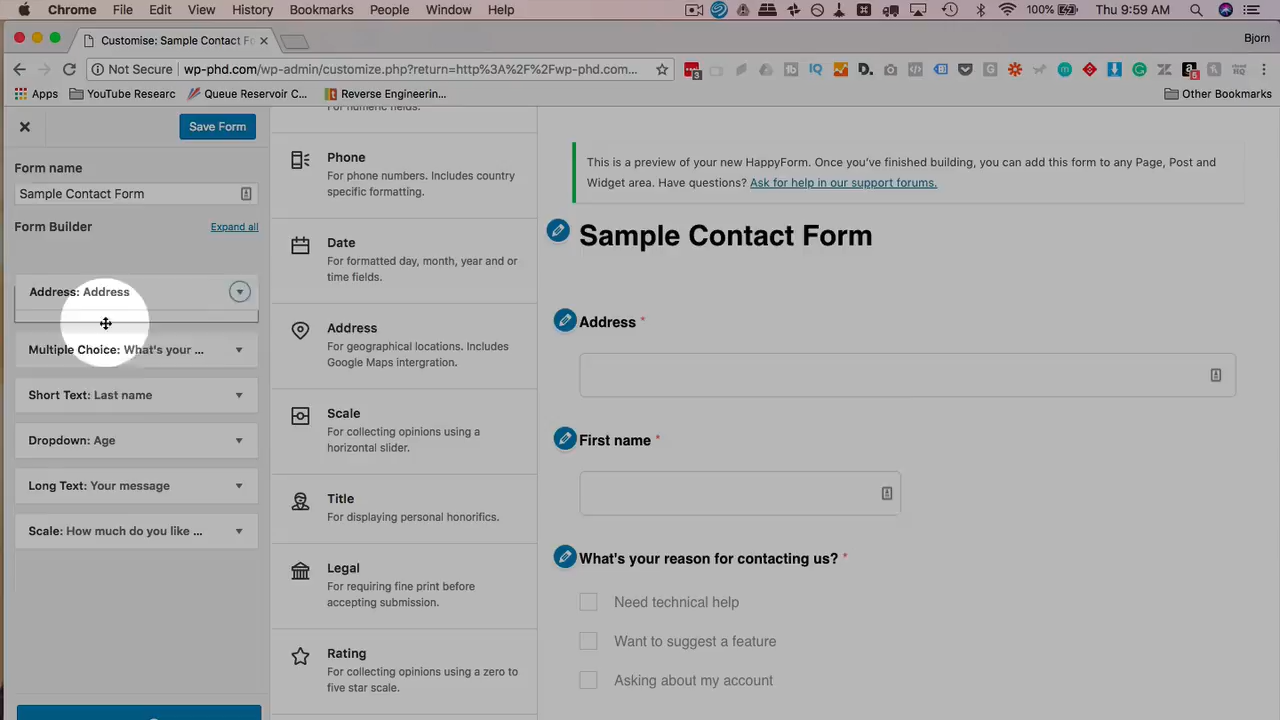 Chrome File Edit View History Bookmarks People Window Help 100% Thu 9:59 AM
Customise: Sample Contact Fo
Bjorn
Not Secure wp-phd.com/wp-admin/customize.php?return=http%3A%2F%2Fwp-phd.com...
Apps YouTube Researc Queue Reservoir C... Reverse Engineerin... Other Bookmarks
Save Form
Form name
Sample Contact Form
Form Builder Expand all
Address: Address
Multiple Choice: What's your ...
Short Text: Last name
Dropdown: Age
Long Text: Your message
Scale: How much do you like ...
For numeric fields.
Phone
For phone numbers. Includes country
specific formatting.
Date
For formatted day, month, year and or
time fields.
Address
For geographical locations. Includes
Google Maps intergration.
Scale
For collecting opinions using a
horizontal slider.
Title
For displaying personal honorifics.
Legal
For requiring fine print before
accepting submission.
Rating
For collecting opinions using a zero to
five star scale.
This is a preview of your new HappyForm. Once you've finished building, you can add this form to any Page, Post and
Widget area. Have questions? Ask for help in our support forums.
Sample Contact Form
Address *
First name *
What's your reason for contacting us? *
Need technical help
Want to suggest a feature
Asking about my account